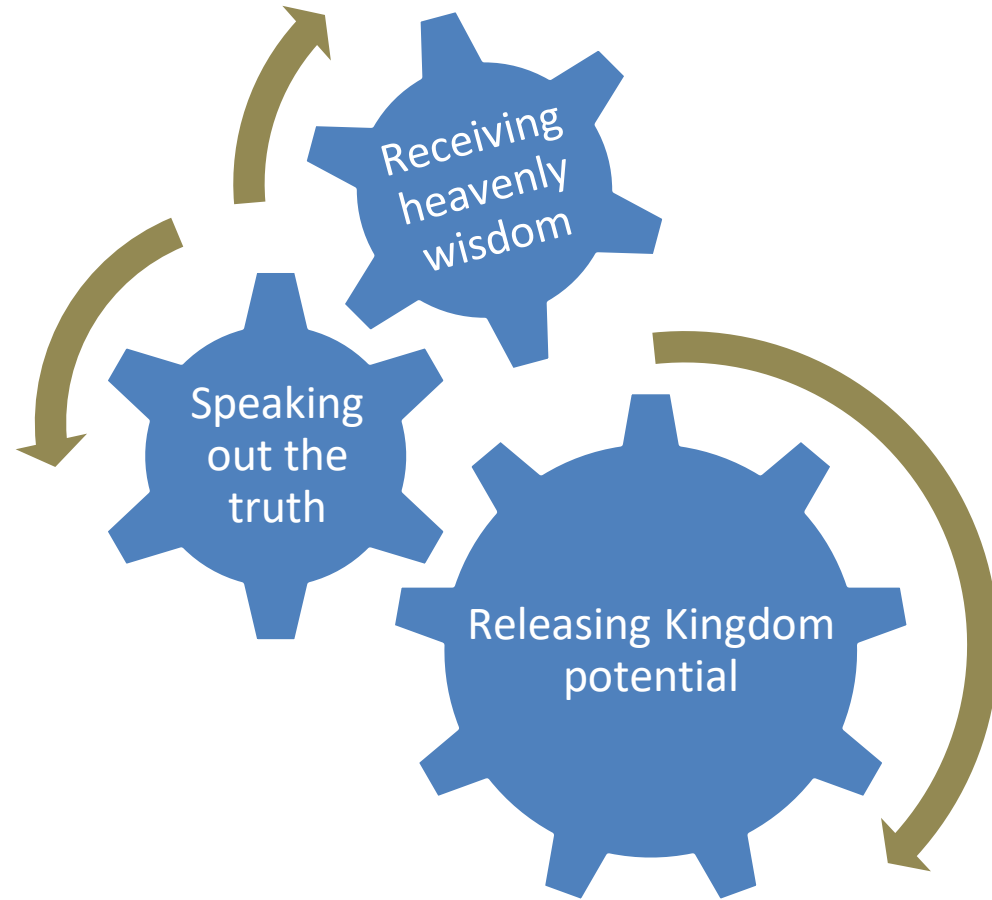 Receiving
heavenly
wisdom
Speaking
out the
truth
Releasing Kingdom
potential